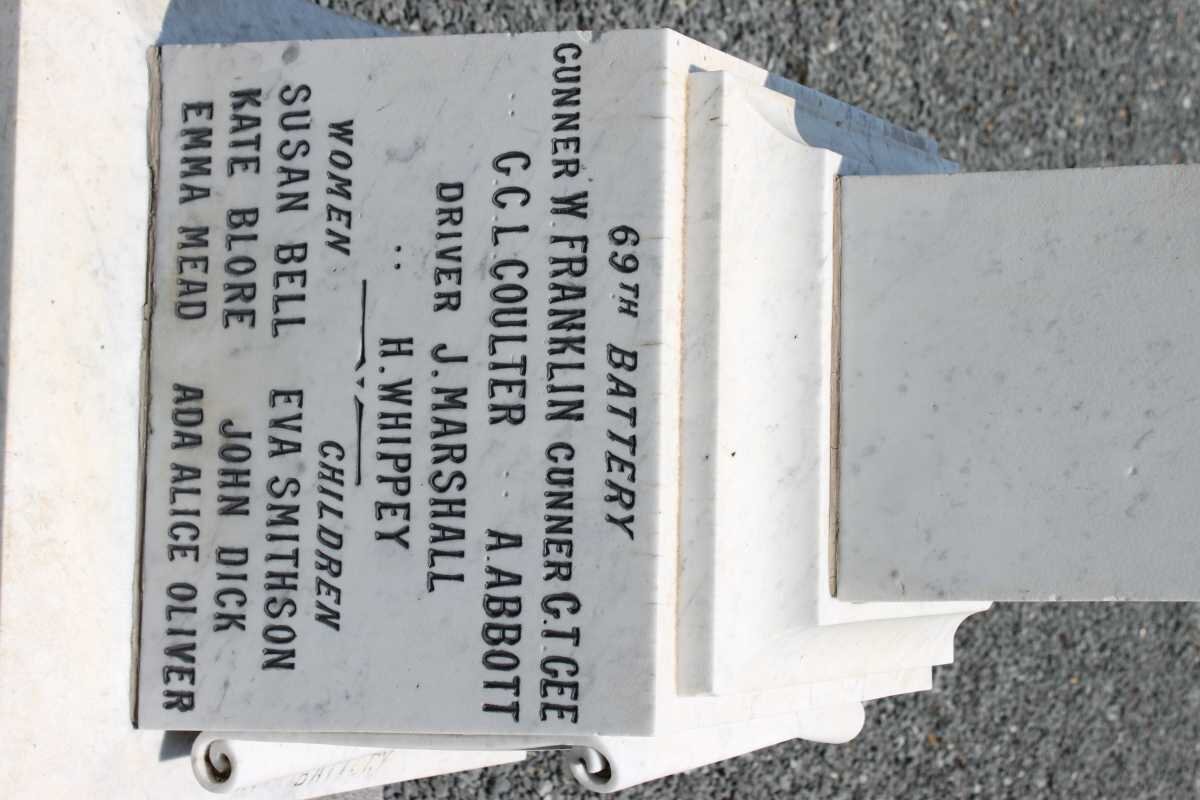 69TH BATTERY
GUNNER W. FRANKLIN GUNNER G. T. GEE
.. G. C. L. COULTER .. A. ABBOTT
DRIVER J. MARSHALL
.. H. WHIPPEY
WOMEN CHILDREN
SUSAN BELL EVA SMITHSON
KATE BLORE JOHN DICK
EMMA MEAD ADA ALICE OLIVER